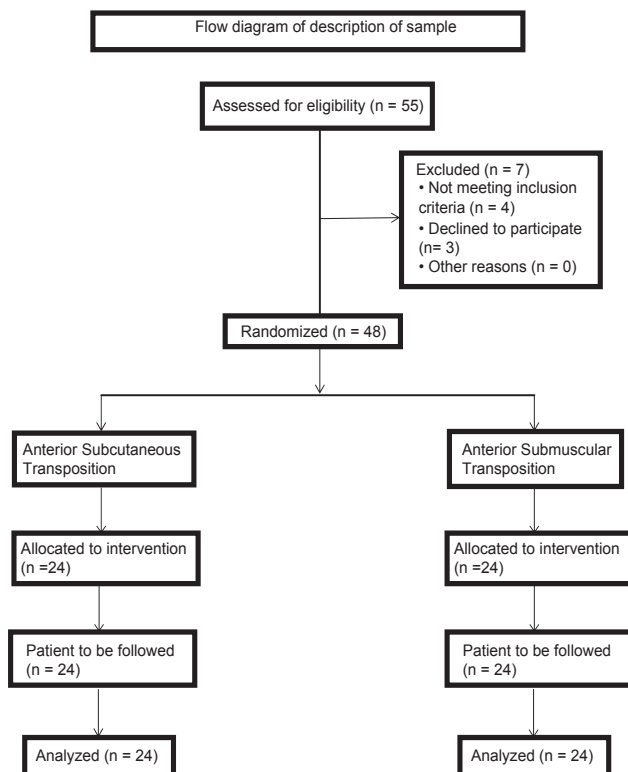 Flow diagram of description of sample
Assessed for eligibility (n = 55)
Excluded (n = 7)
• Not meeting inclusion
criteria (n = 4)
• Declined to participate
(n= 3)
• Other reasons (n = 0)
Randomized (n = 48)
Anterior Subcutaneous
Transposition
Allocated to intervention
(n =24)
Patient to be followed
(n = 24)
Analyzed (n = 24)
Anterior Submuscular
Transposition
Allocated to intervention
(n =24)
Patient to be followed
(n = 24)
Analyzed (n = 24)